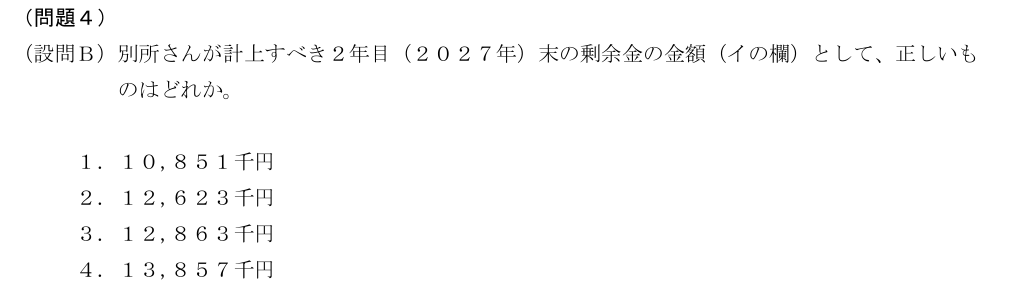 （問題４）
（設問Ｂ）別所さんが計上すべき２年目（２０２７年）末の剰余金の金額（イの欄）として、正しいも
のはどれか。
１．１０，８５１千円
２．１２，６２３千円
３．１２，８６３千円
４．１３，８５７千円